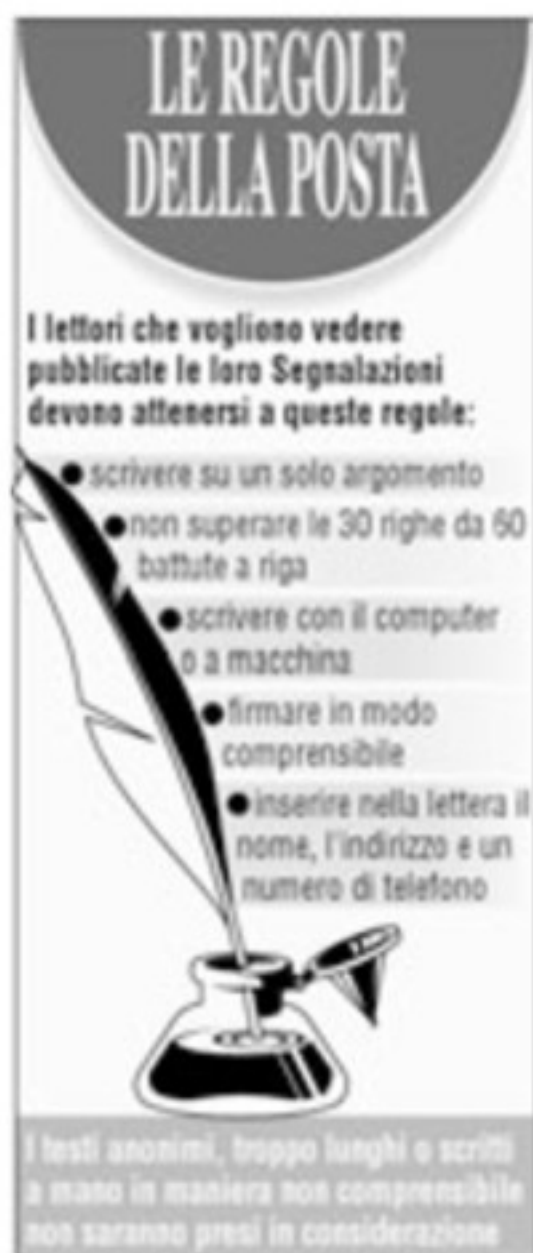 LE REGOLE
DELLA POSTA
I lettori che vogliono vedere
pubblicate le loro Segnalazioni
devono attenersi a queste regole:
● scrivere su un solo argomento
● non superare le 30 righe da 60
battute a riga
● scrivere con il computer
o a macchina
● firmare in modo
comprensibile
● inserire nella lettera il
nome, l'indirizzo e un
numero di telefono
I testi anonimi, troppo lunghi o scritti
a mano in maniera non comprensibile
non saranno presi in considerazione